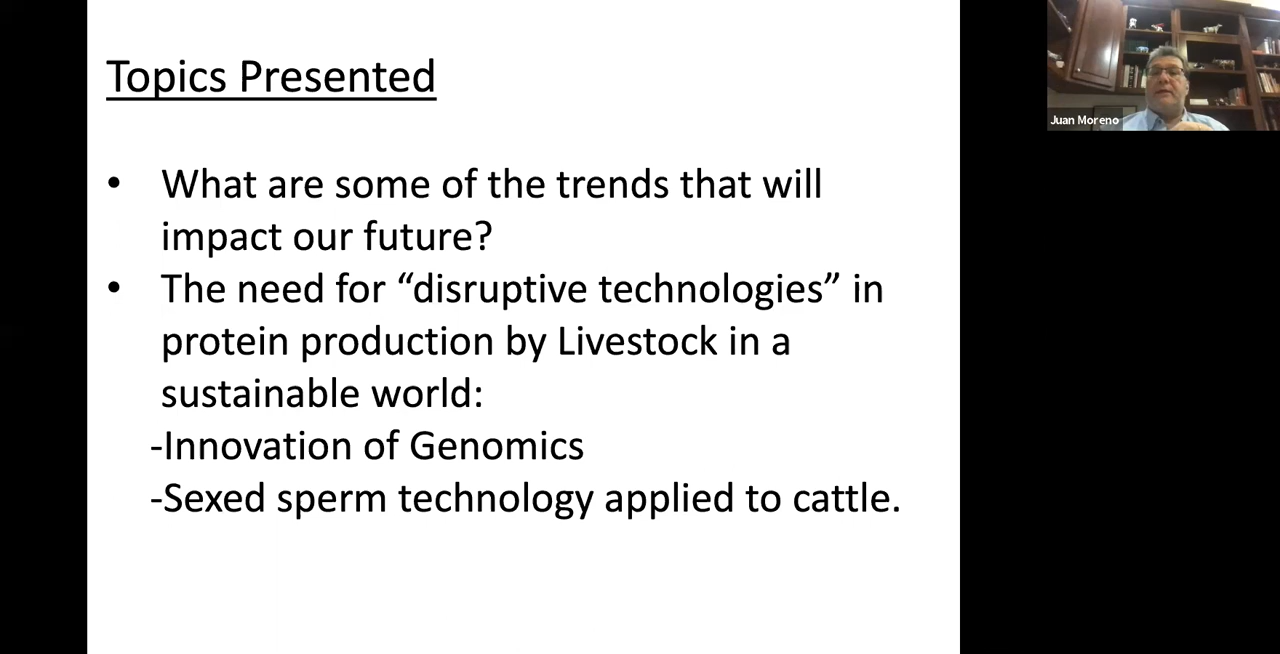 Topics Presented
• What are some of the trends that will
impact our future?
• The need for “disruptive technologies” in
protein production by Livestock in a
sustainable world:
-Innovation of Genomics
-Sexed sperm technology applied to cattle.
Juan Moreno